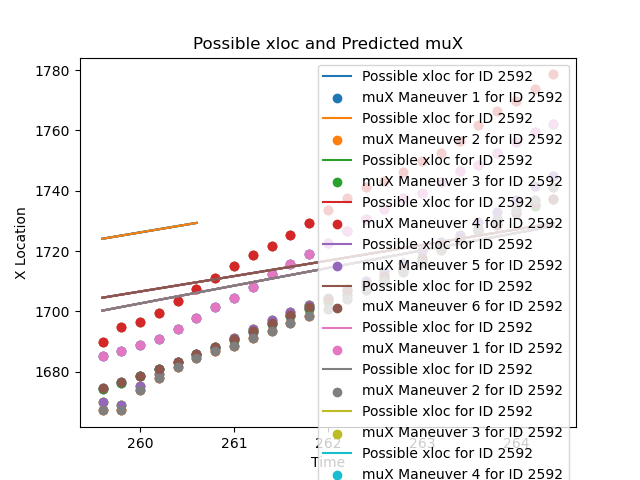 Possible xloc and Predicted muX
1780
1760
1740
1720
1700
1680
X Location
260
261
262
263
264
Time
Possible xloc for ID 2592
muX Maneuver 1 for ID 2592
Possible xloc for ID 2592
muX Maneuver 2 for ID 2592
Possible xloc for ID 2592
muX Maneuver 3 for ID 2592
Possible xloc for ID 2592
muX Maneuver 4 for ID 2592
Possible xloc for ID 2592
muX Maneuver 5 for ID 2592
Possible xloc for ID 2592
muX Maneuver 6 for ID 2592
Possible xloc for ID 2592
muX Maneuver 1 for ID 2592
Possible xloc for ID 2592
muX Maneuver 2 for ID 2592
Possible xloc for ID 2592
muX Maneuver 3 for ID 2592
Possible xloc for ID 2592
muX Maneuver 4 for ID 2592